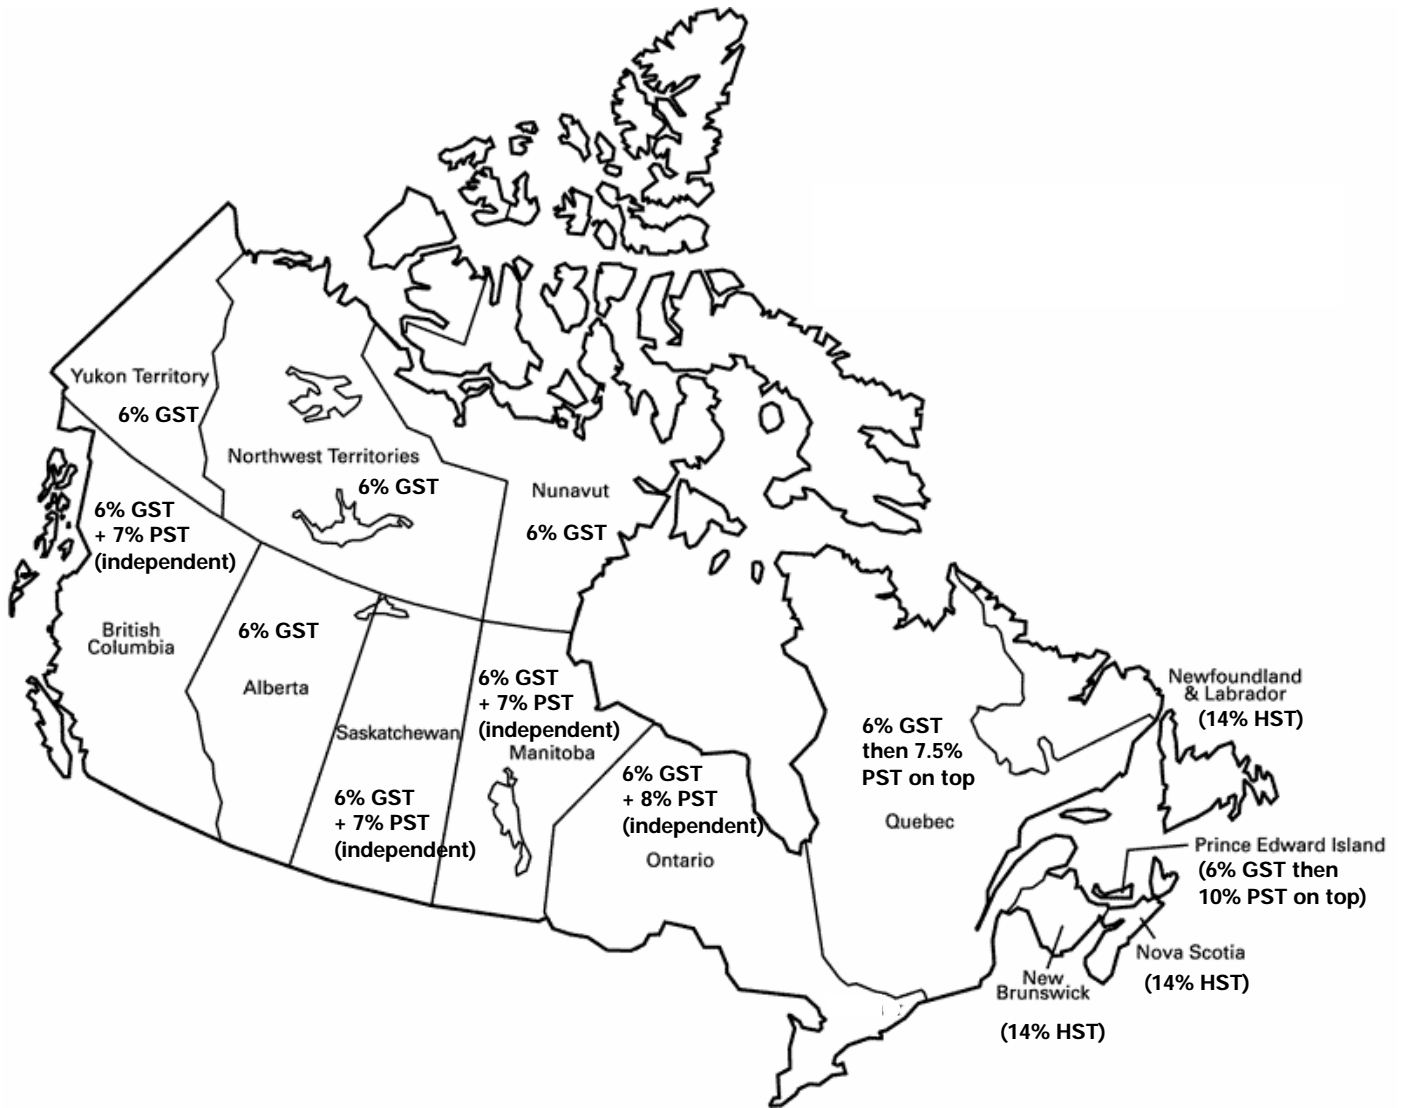 Yukon Territory
6% GST
Northwest Territories
6% GST
Nunavut
6% GST
6% GST
+ 7% PST
(independent)
British
Columbia
6% GST
Alberta
Saskatchewan
6% GST
+ 7% PST
(independent)
6% GST
+ 7% PST
(independent)
Manitoba
6% GST
+ 8% PST
(independent)
Ontario
6% GST
then 7.5%
PST on top
Quebec
Newfoundland
& Labrador
(14% HST)
Prince Edward Island
(6% GST then
10% PST on top)
Nova Scotia
(14% HST)
New
Brunswick
(14% HST)